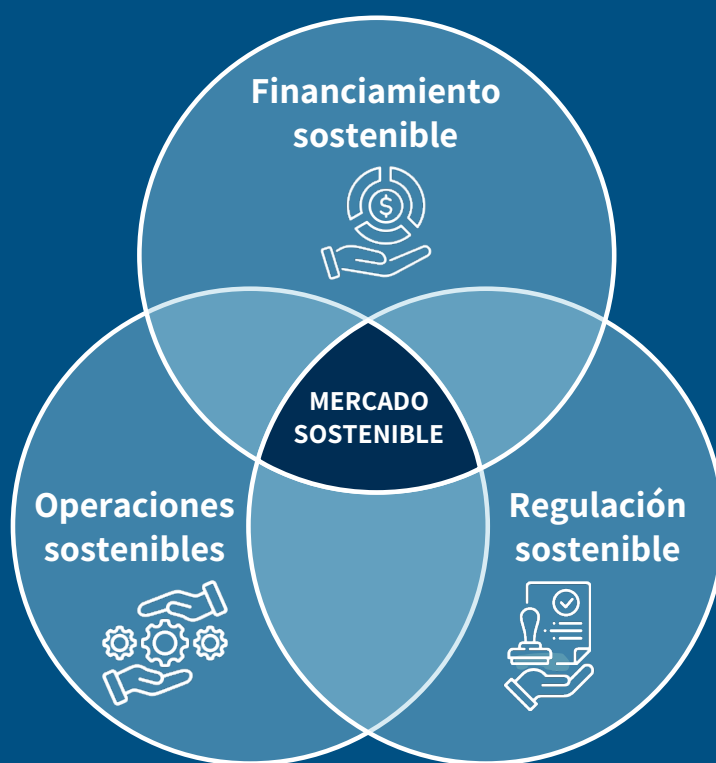 Financiamiento
sostenible
$
MERCADO
SOSTENIBLE
Operaciones
sostenibles
Regulación
sostenible